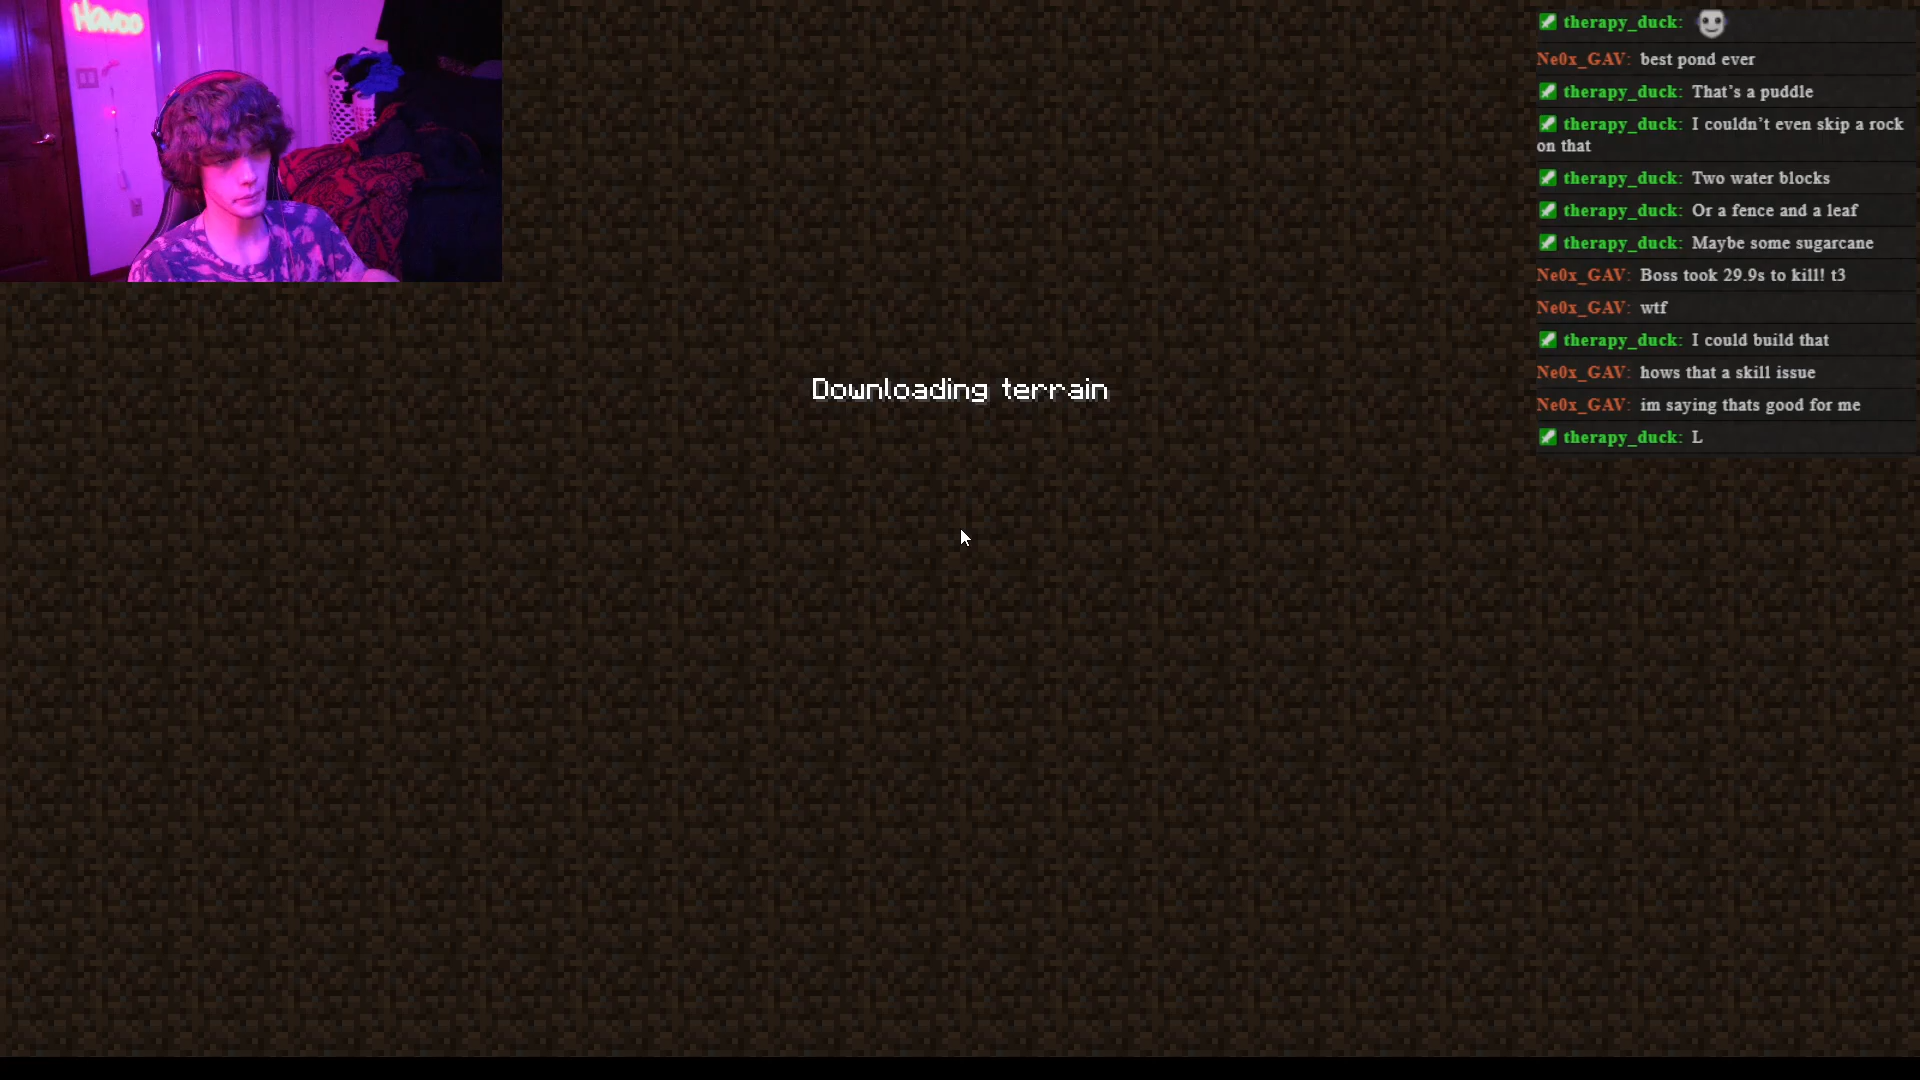 Downloading terrain
therapy_duck:
Ne0x_GAV: best pond ever
therapy_duck: That’s a puddle
therapy_duck: I couldn’t even skip a rock
on that
therapy_duck: Two water blocks
therapy_duck: Or a fence and a leaf
therapy_duck: Maybe some sugarcane
Ne0x_GAV: Boss took 29.9s to kill! t3
Ne0x_GAV: wtf
therapy_duck: I could build that
Ne0x_GAV: hows that a skill issue
Ne0x_GAV: im saying thats good for me
therapy_duck: L